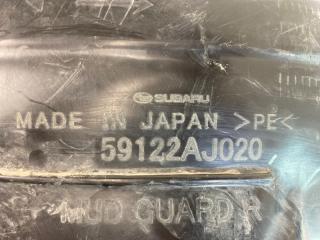 SUBARU
MADE IN JAPAN >PE<
59122AJ020
MUD GUARD R